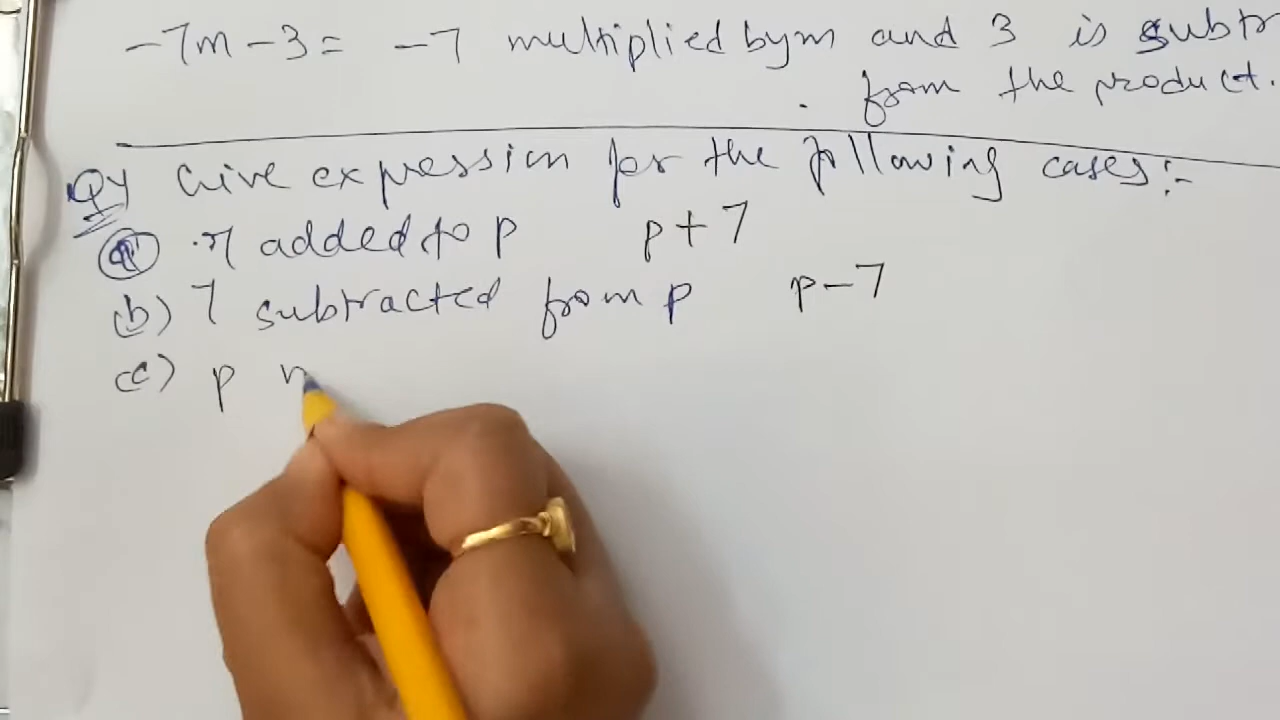 -7m-3= -7 multiplied by m and 3 is subtr
from the product.
Q4 Give expression for the following cases:-
(a) 7 added to p p+7
(b) 7 subtracted from p p-7
(c) p